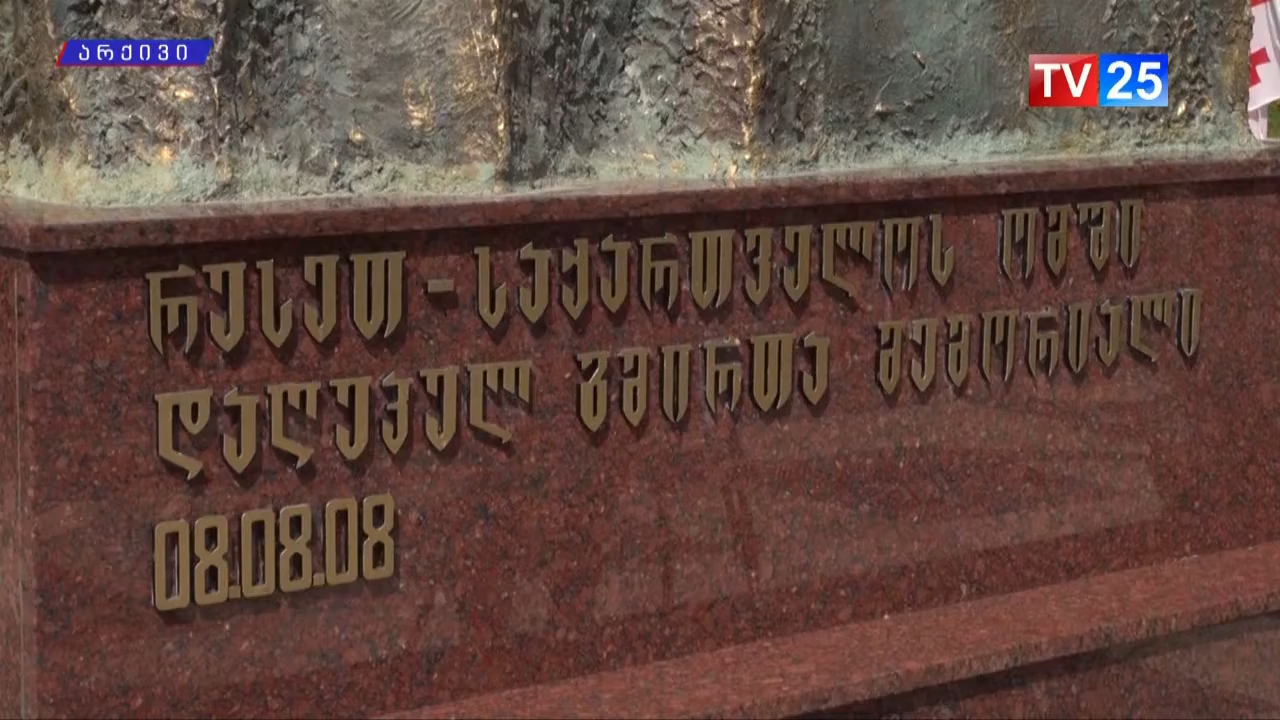 არქივი
TV 25
რუსეთ-საქართველოს ომში
დაღუპულ გმირთა მემორიალი
08.08.08